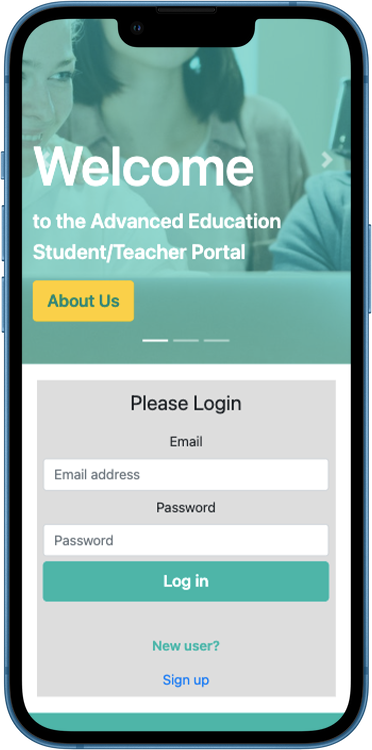 Welcome
to the Advanced Education
Student/Teacher Portal
About Us
Please Login
Email
Email address
Password
Password
Log in
New user?
Sign up